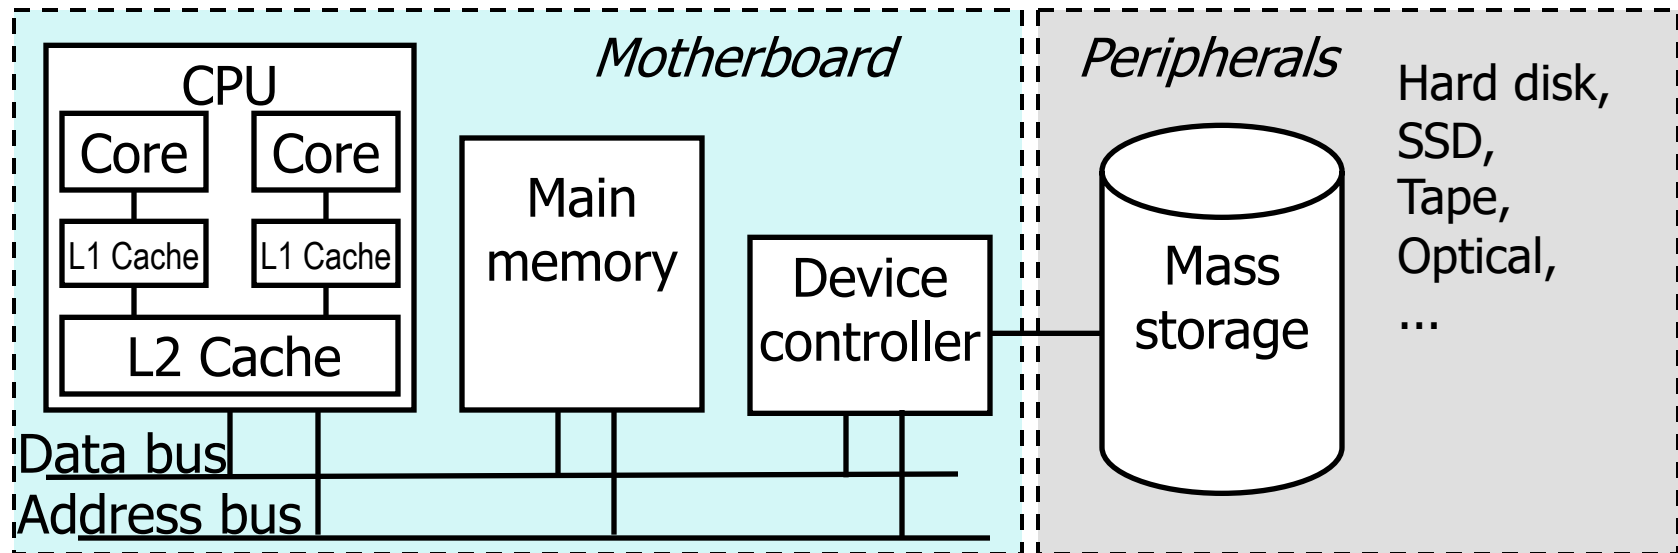 Motherboard
Peripherals
CPU
Core
Core
L1 Cache
L1 Cache
L2 Cache
Main
memory
Device
controller
Mass
storage
Hard disk,
SSD,
Tape,
Optical,
...
Data bus
Address bus